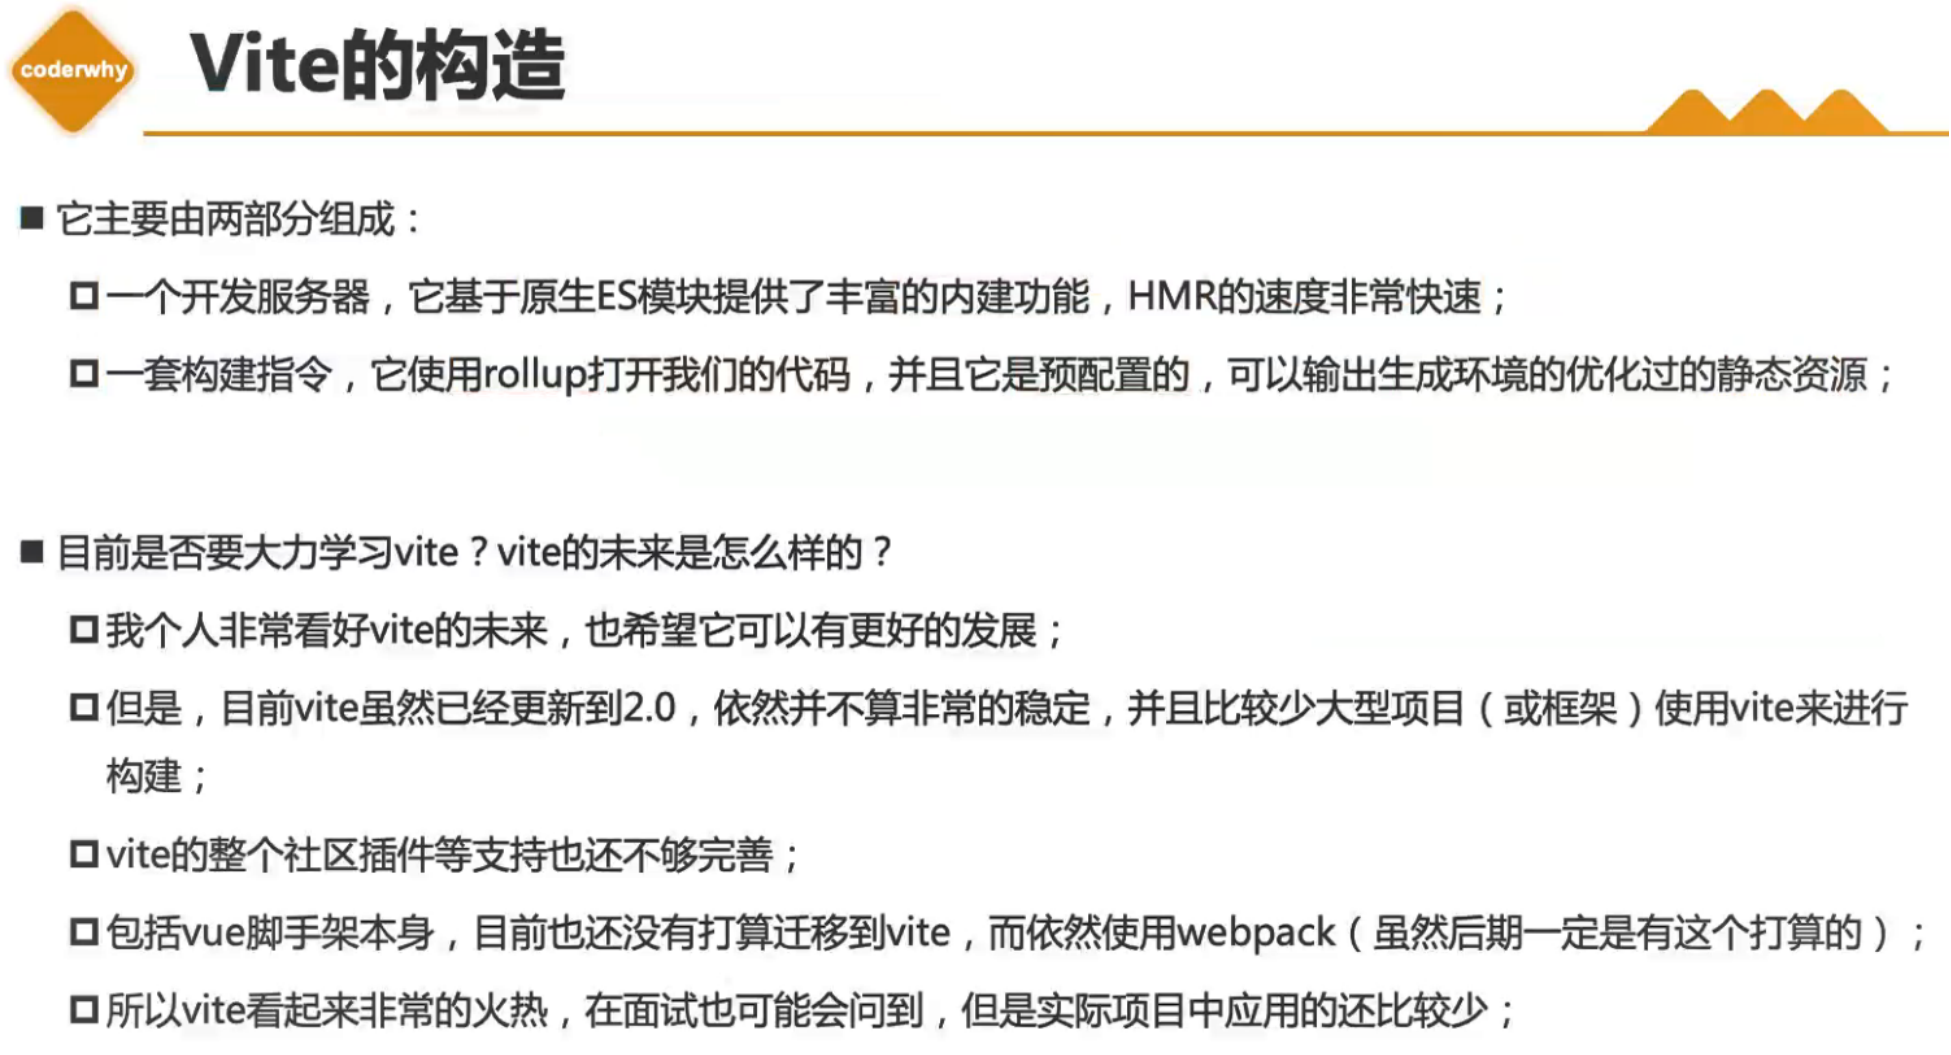 coderwhy
Vite的构造
它主要由两部分组成：
一个开发服务器，它基于原生ES模块提供了丰富的内建功能，HMR的速度非常快速；
一套构建指令，它使用rollup打开我们的代码，并且它是预配置的，可以输出生成环境的优化过的静态资源；
目前是否要大力学习vite？vite的未来是怎么样的？
我个人非常看好vite的未来，也希望它可以有更好的发展；
但是，目前vite虽然已经更新到2.0，依然并不算非常的稳定，并且比较少大型项目（或框架）使用vite来进行
构建；
vite的整个社区插件等支持也还不够完善；
包括vue脚手架本身，目前也还没有打算迁移到vite，而依然使用webpack（虽然后期一定是有这个打算的）；
所以vite看起来非常的火热，在面试也可能会问到，但是实际项目中应用的还比较少；